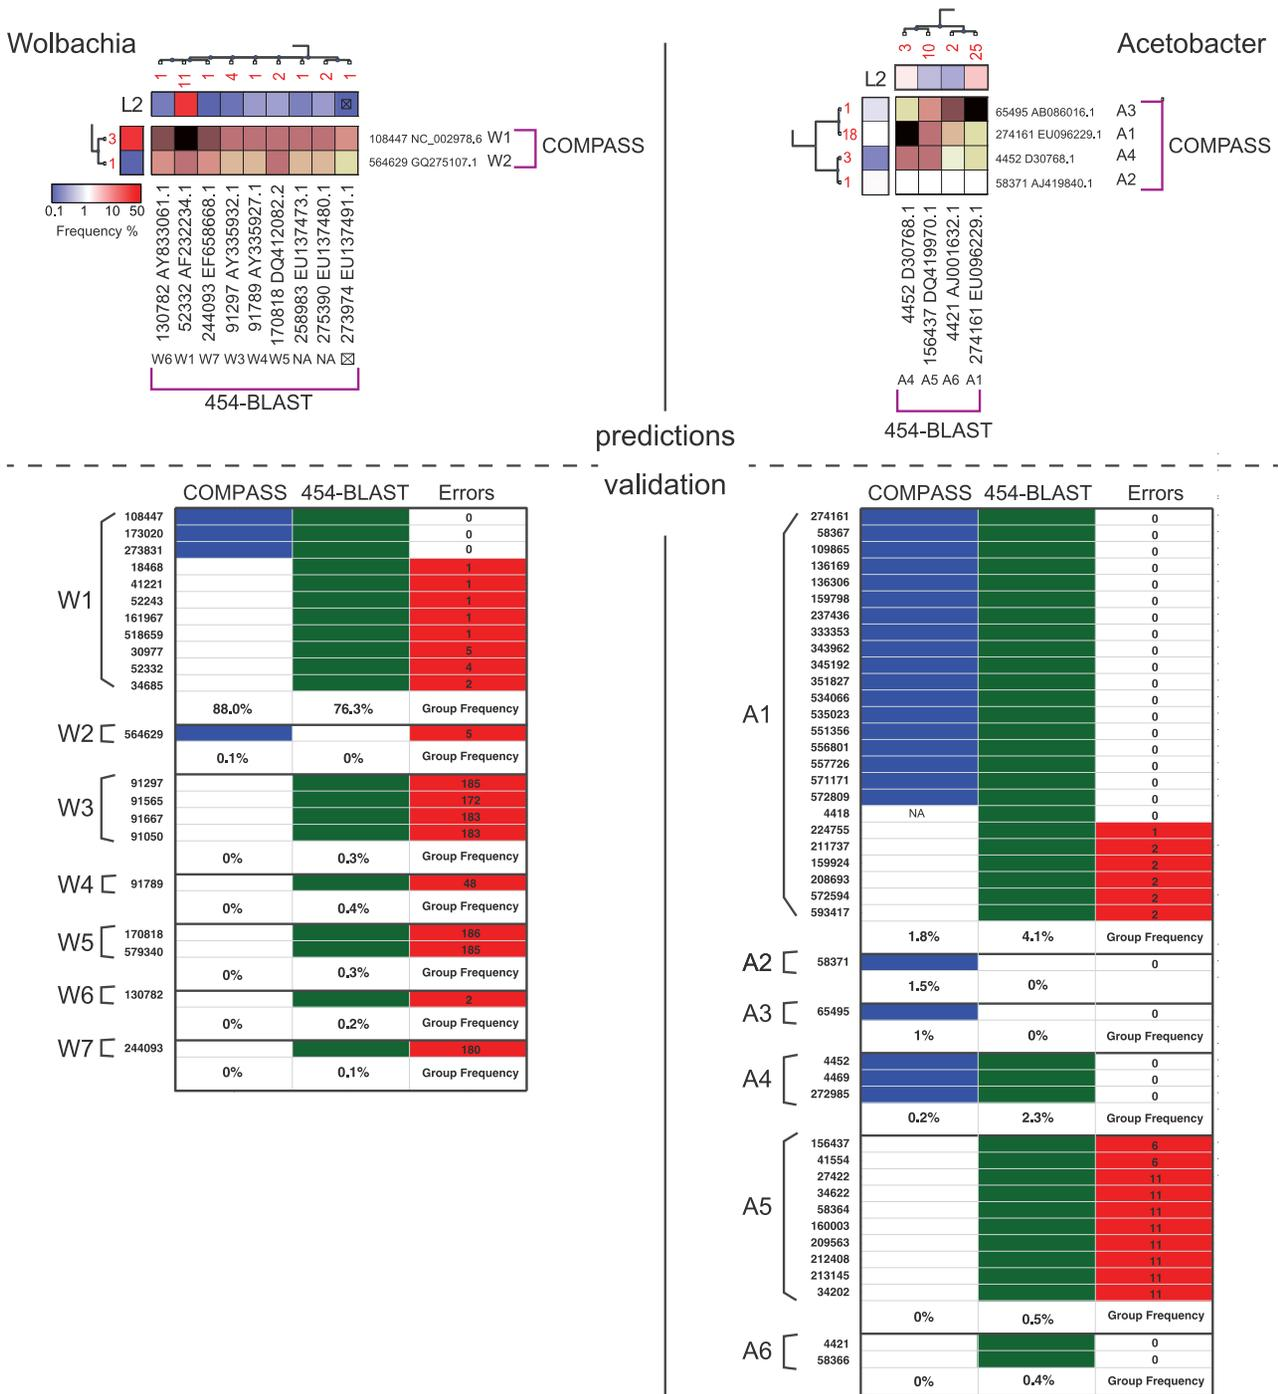 Wolbachia
1 11 1 4 1 2 1 2 1
L2
3
1
108447 NC_002978.6 W1
564629 GQ275107.1 W2
COMPASS
0.1 1 10 50
Frequency %
130782 AY833061.1
52332 AF232234.1
244093 EF658668.1
91297 AY335932.1
91789 AY335927.1
170818 DQ412082.2
258983 EU137473.1
275390 EU137480.1
273974 EU137491.1
W6 W1 W7 W3 W4 W5 NA NA
454-BLAST
Acetobacter
3 10 2 25
L2
1
18
3
1
65495 AB086016.1 A3
274161 EU096229.1 A1
4452 D30768.1 A4
58371 AJ419840.1 A2
COMPASS
4452 D30768.1
156437 DQ419970.1
4421 AJ001632.1
274161 EU096229.1
A4 A5 A6 A1
454-BLAST
predictions
validation
COMPASS 454-BLAST Errors
W1
108447 0
173020 0
273831 0
18468 1
41221 1
52243 1
161967 1
518659 1
30977 5
52332 4
34685 2
88.0% 76.3% Group Frequency
W2
564629 5
0.1% 0% Group Frequency
W3
91297 185
91565 172
91667 183
91050 183
0% 0.3% Group Frequency
W4
91789 48
0% 0.4% Group Frequency
W5
170818 186
579340 185
0% 0.3% Group Frequency
W6
130782 2
0% 0.2% Group Frequency
W7
244093 180
0% 0.1% Group Frequency
COMPASS 454-BLAST Errors
A1
274161 0
58367 0
109865 0
136169 0
136306 0
159798 0
237436 0
333353 0
343962 0
345192 0
351827 0
534066 0
535023 0
551356 0
556801 0
557726 0
571171 0
572809 0
4418 NA 0
224755 1
211737 2
159924 2
208693 2
572594 2
593417 2
1.8% 4.1% Group Frequency
A2
58371 0
1.5% 0%
A3
65495 0
1% 0% Group Frequency
A4
4452 0
4469 0
272985 0
0.2% 2.3% Group Frequency
A5
156437 6
41554 6
27422 11
34622 11
58364 11
160003 11
209563 11
212408 11
213145 11
34202 11
0% 0.5% Group Frequency
A6
4421 0
58366 0
0% 0.4% Group Frequency